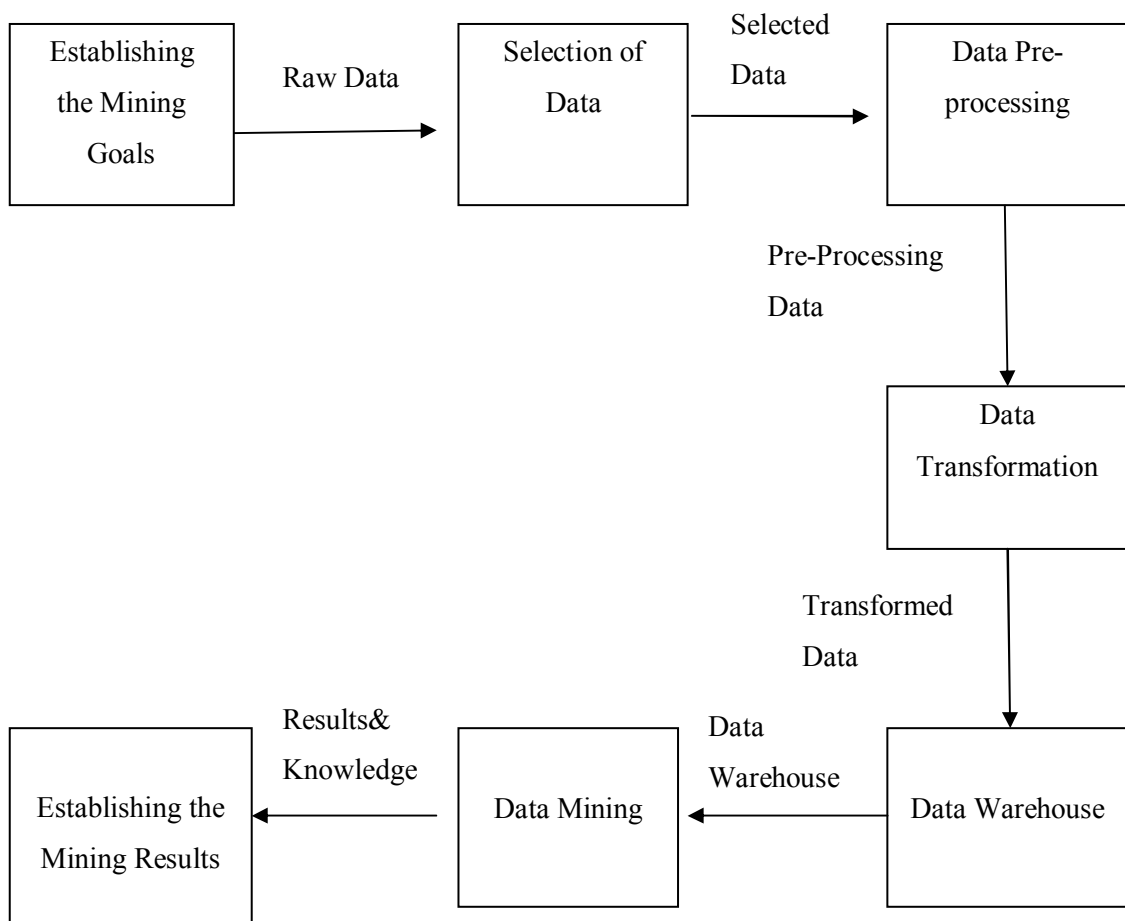 Establishing
the Mining
Goals
Raw Data
Selection of
Data
Selected
Data
Data Pre-
processing
Pre-Processing
Data
Data
Transformation
Transformed
Data
Data Warehouse
Data
Warehouse
Data Mining
Results&
Knowledge
Establishing the
Mining Results